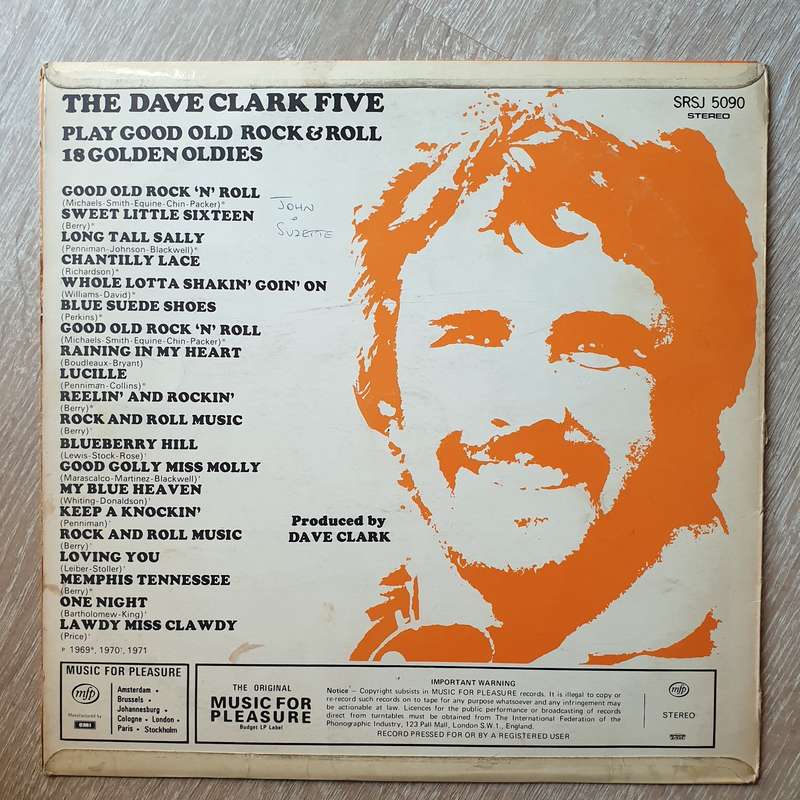 THE DAVE CLARK FIVE
PLAY GOOD OLD ROCK & ROLL
18 GOLDEN OLDIES
SRSJ 5090
STEREO
GOOD OLD ROCK 'N' ROLL
(Michaels-Smith-Equine-Chin-Packer)*
SWEET LITTLE SIXTEEN
(Berry)*
LONG TALL SALLY
(Penniman-Johnson-Blackwell)*
CHANTILLY LACE
(Richardson)*
WHOLE LOTTA SHAKIN' GOIN' ON
(Williams-David)*
BLUE SUEDE SHOES
(Perkins)*
GOOD OLD ROCK 'N' ROLL
(Michaels-Smith-Equine-Chin-Packer)*
RAINING IN MY HEART
(Boudleaux-Bryant)
LUCILLE
(Penniman-Collins)*
REELIN' AND ROCKIN'
(Berry)*
ROCK AND ROLL MUSIC
(Berry)'
BLUEBERRY HILL
(Lewis-Stock-Rose)'
GOOD GOLLY MISS MOLLY
(Marascalco-Martinez-Blackwell)'
MY BLUE HEAVEN
(Whiting-Donaldson)'
KEEP A KNOCKIN'
(Penniman)'
ROCK AND ROLL MUSIC
(Berry)'
LOVING YOU
(Leiber-Stoller)'
MEMPHIS TENNESSEE
(Berry)*
ONE NIGHT
(Bartholomew-King)'
LAWDY MISS CLAWDY
(Price)'
JOHN
&
SUZETTE
Produced by
DAVE CLARK
P 1969*, 1970', 1971
MUSIC FOR PLEASURE
mfp
Manufactured by
EMI
Amsterdam •
Brussels •
Johannesburg •
Cologne • London •
Paris • Stockholm
THE ORIGINAL
MUSIC FOR
PLEASURE
Budget LP Label
IMPORTANT WARNING
Notice – Copyright subsists in MUSIC FOR PLEASURE records. It is illegal to copy or
re-record such records on to tape for any purpose whatsoever and any infringement may
be actionable at law. Licences for the public performance or broadcasting of records
direct from turntables must be obtained from The International Federation of the
Phonographic Industry, 123 Pall Mall, London S.W.1., England.
RECORD PRESSED FOR OR BY A REGISTERED USER
mfp
STEREO